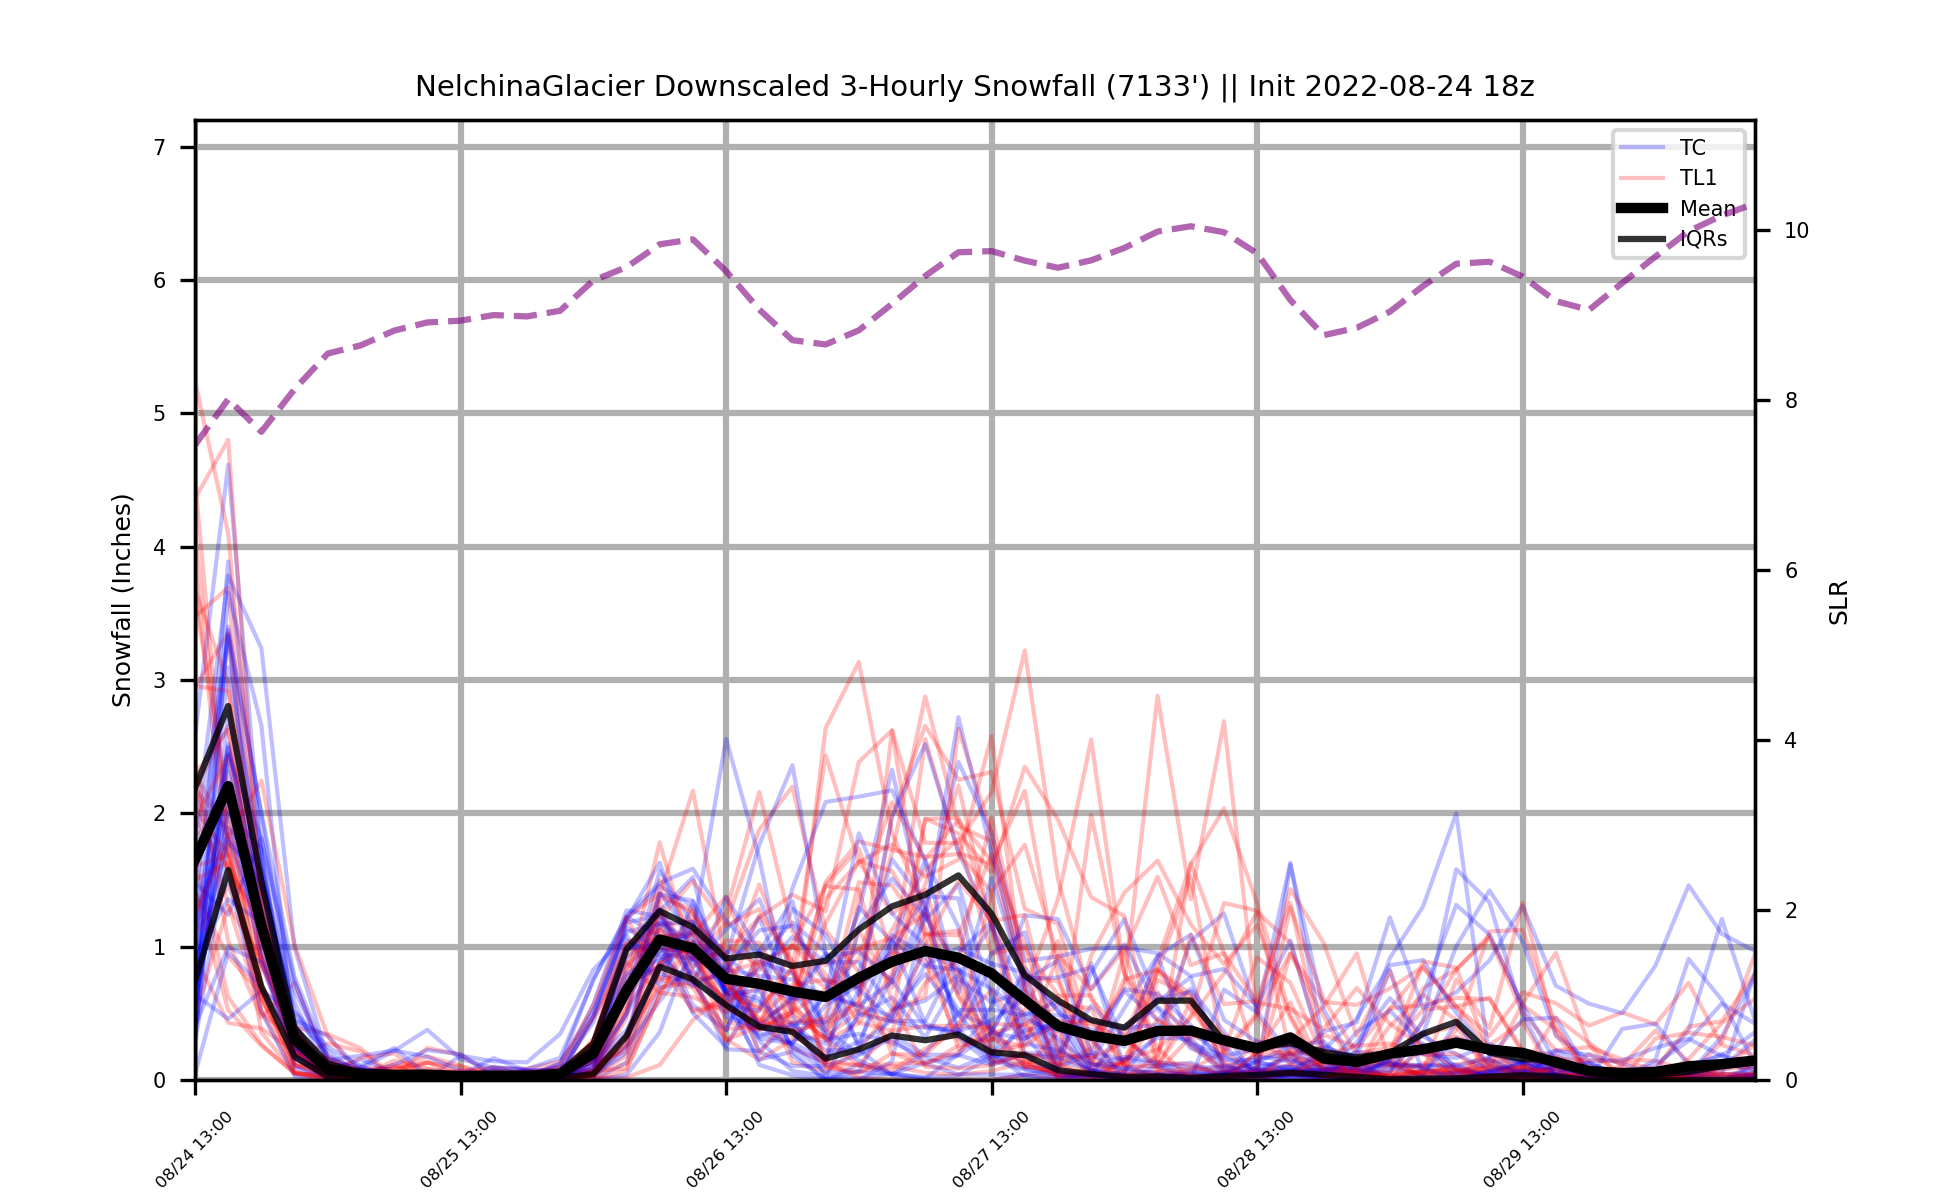 NelchinaGlacier Downscaled 3-Hourly Snowfall (7133') || Init 2022-08-24 18z
TC
TL1
Mean
IQRs
Snowfall (Inches)
7
6
5
4
3
2
1
0
10
8
6
4
2
0
SLR
08/24 13:00
08/25 13:00
08/26 13:00
08/27 13:00
08/28 13:00
08/29 13:00